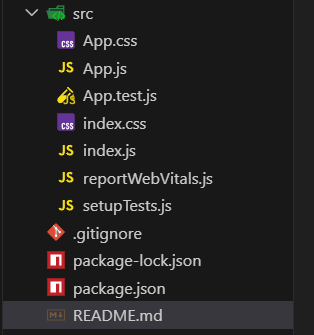 src
CSS App.css
JS App.js
App.test.js
CSS index.css
JS index.js
JS reportWebVitals.js
JS setupTests.js
.gitignore
package-lock.json
package.json
README.md